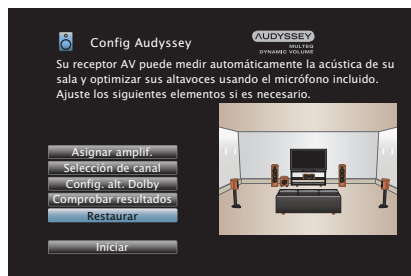 Config Audyssey
AUDYSSEY
MULTEQ
DYNAMIC VOLUME
Su receptor AV puede medir automáticamente la acústica de su
sala y optimizar sus altavoces usando el micrófono incluido.
Ajuste los siguientes elementos si es necesario.
Asignar amplif.
Selección de canal
Config. alt. Dolby
Comprobar resultados
Restaurar
Iniciar